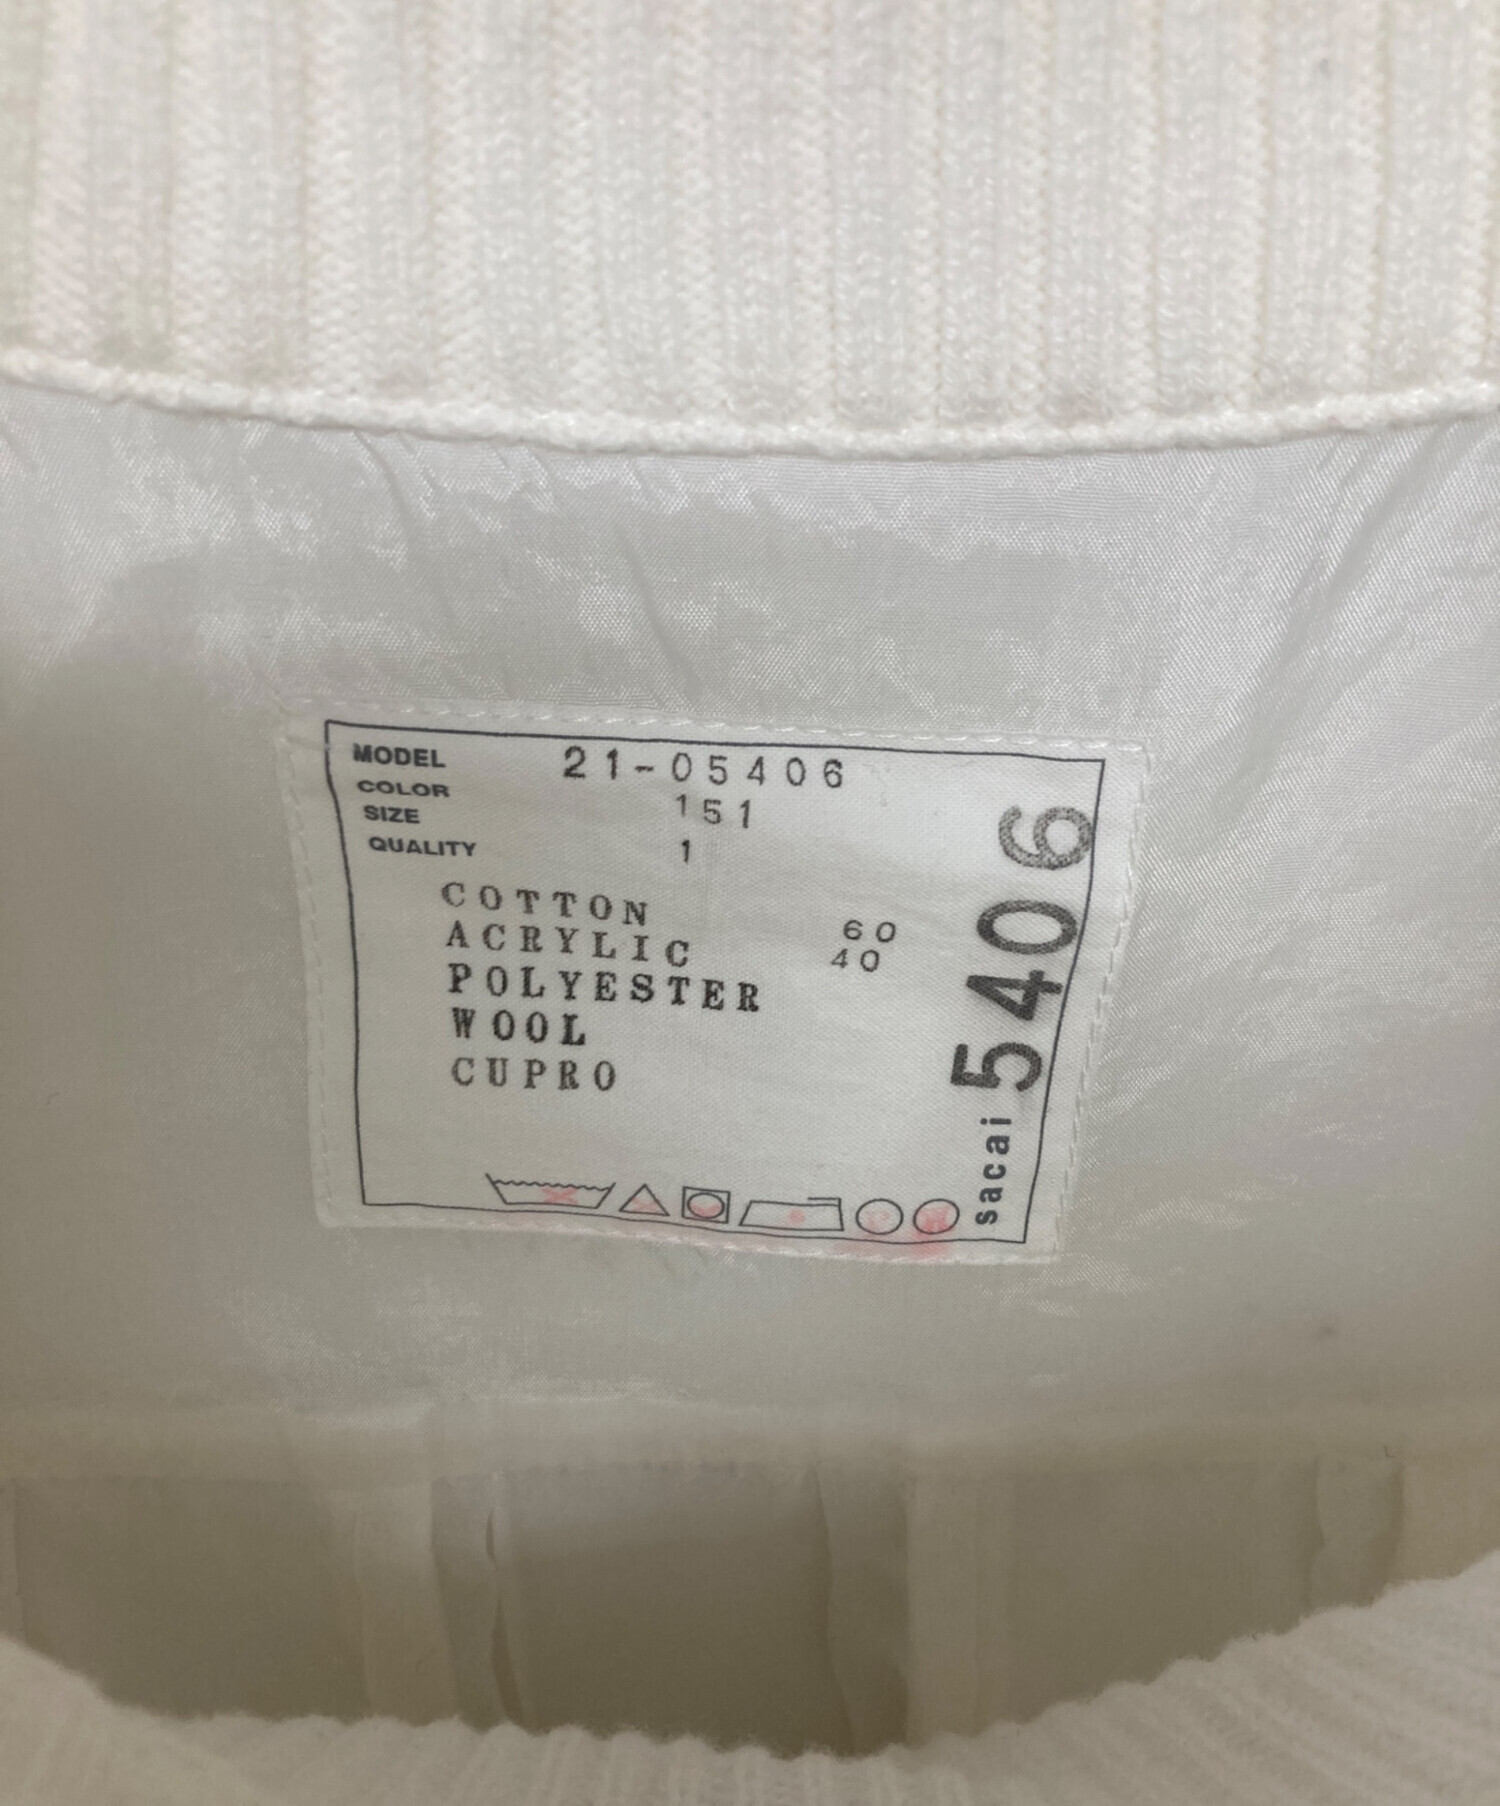 MODEL 21-05406
COLOR 151
SIZE 1
QUALITY
COTTON 60
ACRYLIC 40
POLYESTER
WOOL
CUPRO
sacai 5406